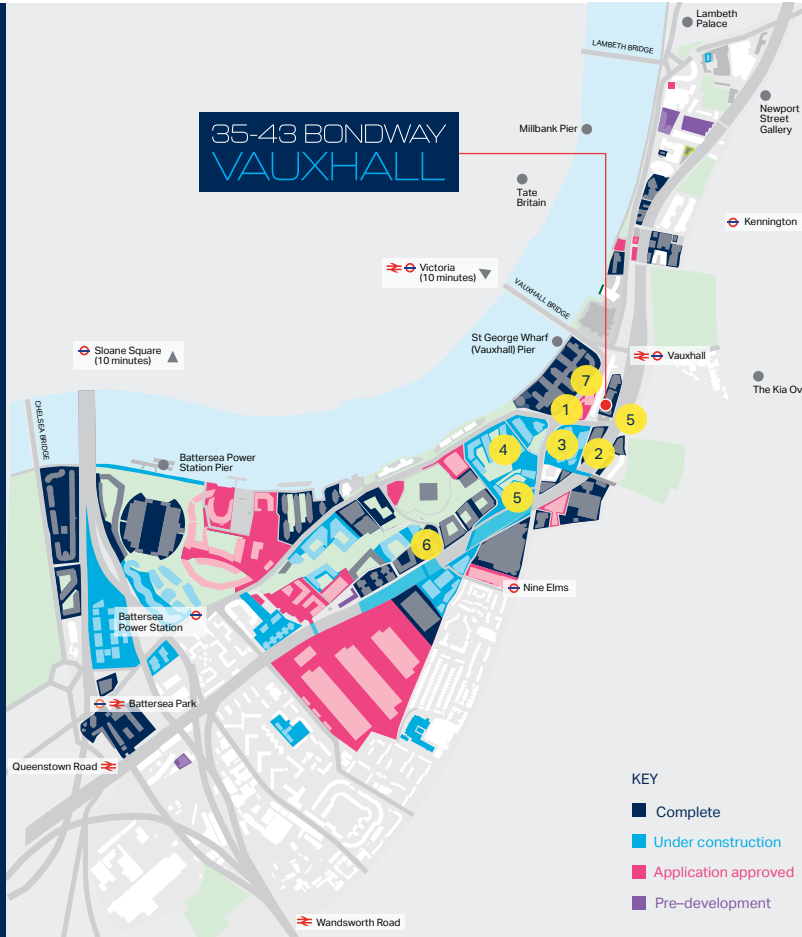 Lambeth
Palace
LAMBETH BRIDGE
Newport
Street
Gallery
35-43 BONDWAY
VAUXHALL
Millbank Pier
Tate
Britain
Kennington
Victoria
(10 minutes)
VAUXHALL BRIDGE
St George Wharf
(Vauxhall) Pier
Vauxhall
Sloane Square
(10 minutes)
The Kia Ov
7
1
5
CHELSEA BRIDGE
4
3
2
Battersea Power
Station Pier
5
6
Nine Elms
Battersea
Power Station
Battersea Park
Queenstown Road
KEY
Complete
Under construction
Application approved
Pre–development
Wandsworth Road